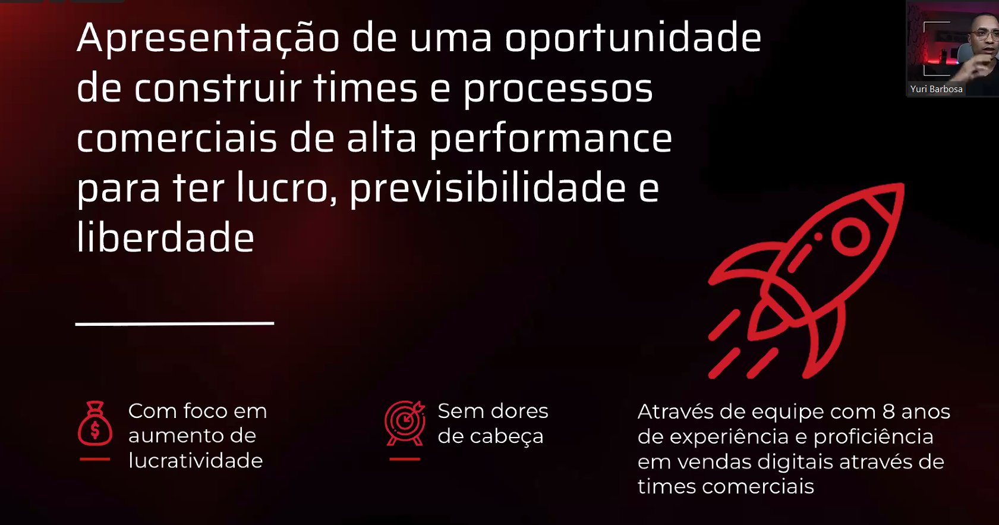 Apresentação de uma oportunidade
de construir times e processos
comerciais de alta performance
para ter lucro, previsibilidade e
liberdade
Yuri Barbosa
Com foco em
aumento de
lucratividade
Sem dores
de cabeça
Através de equipe com 8 anos
de experiência e proficiência
em vendas digitais através de
times comerciais